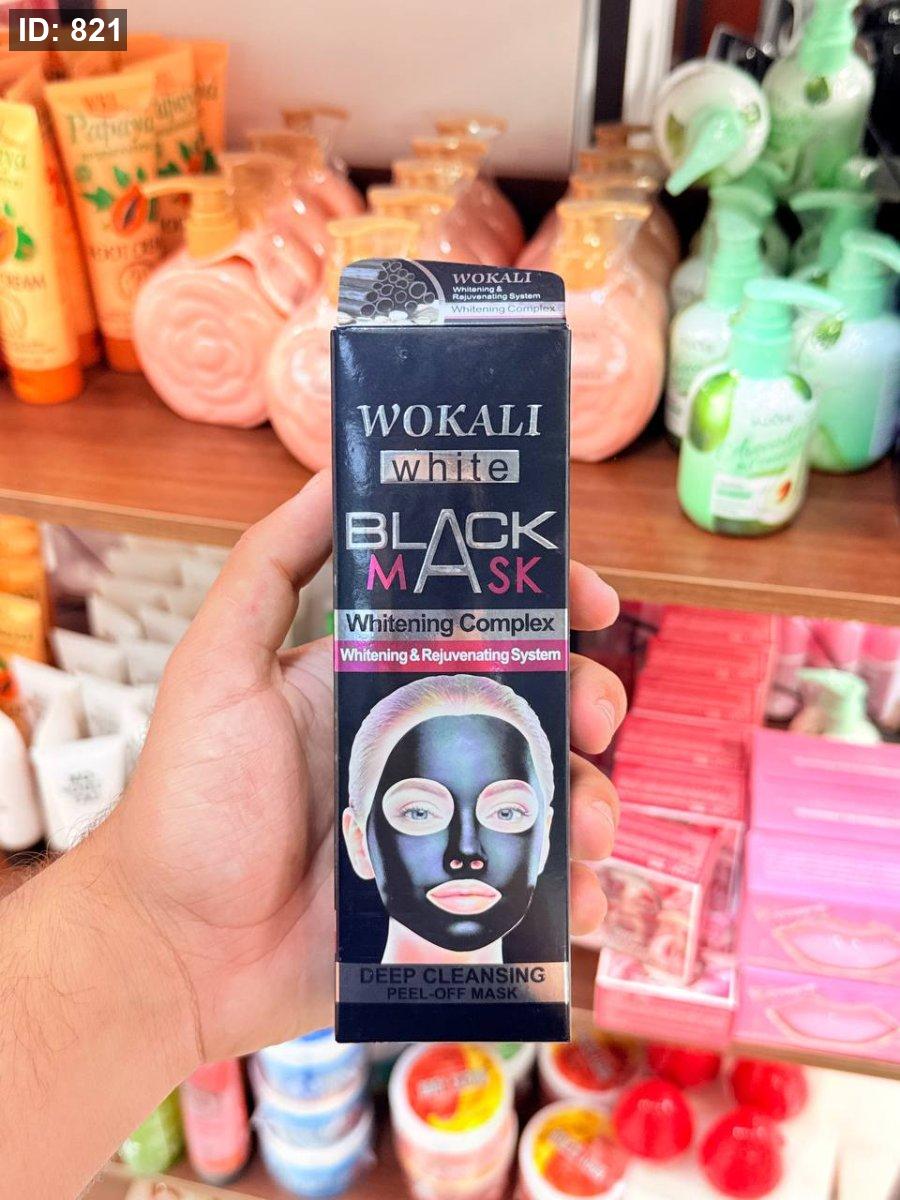 ID: 821
WOKALI
Whitening &
Rejuvenating System
Whitening Complex
WOKALI
white
BLACK
MASK
Whitening Complex
Whitening & Rejuvenating System
DEEP CLEANSING
PEEL-OFF MASK
Papaya